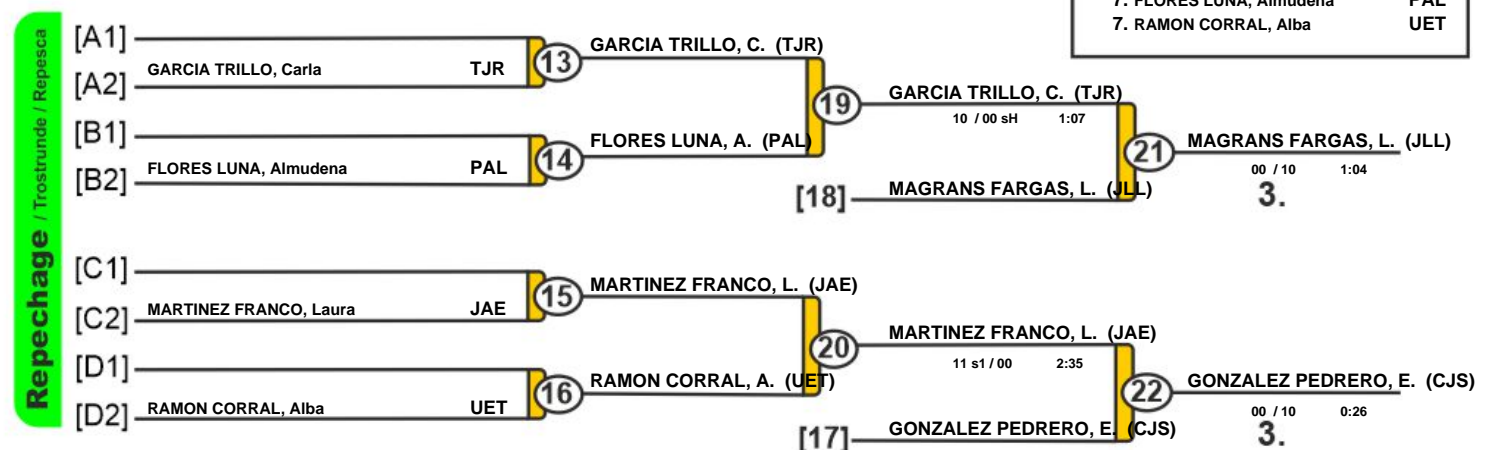 7. FLORES LUNA, Almudena PAL
7. RAMON CORRAL, Alba UET
Repechage / Trostrunde / Repesca
[A1]
GARCIA TRILLO, Carla TJR
[A2]
13
GARCIA TRILLO, C. (TJR)
[B1]
FLORES LUNA, Almudena PAL
[B2]
14
FLORES LUNA, A. (PAL)
19
GARCIA TRILLO, C. (TJR)
10 / 00 sH 1:07
[18]
MAGRANS FARGAS, L. (JLL)
21
MAGRANS FARGAS, L. (JLL)
00 / 10 1:04
3.
[C1]
MARTINEZ FRANCO, Laura JAE
[C2]
15
MARTINEZ FRANCO, L. (JAE)
[D1]
RAMON CORRAL, Alba UET
[D2]
16
RAMON CORRAL, A. (UET)
20
MARTINEZ FRANCO, L. (JAE)
11 s1 / 00 2:35
[17]
GONZALEZ PEDRERO, E. (CJS)
22
GONZALEZ PEDRERO, E. (CJS)
00 / 10 0:26
3.